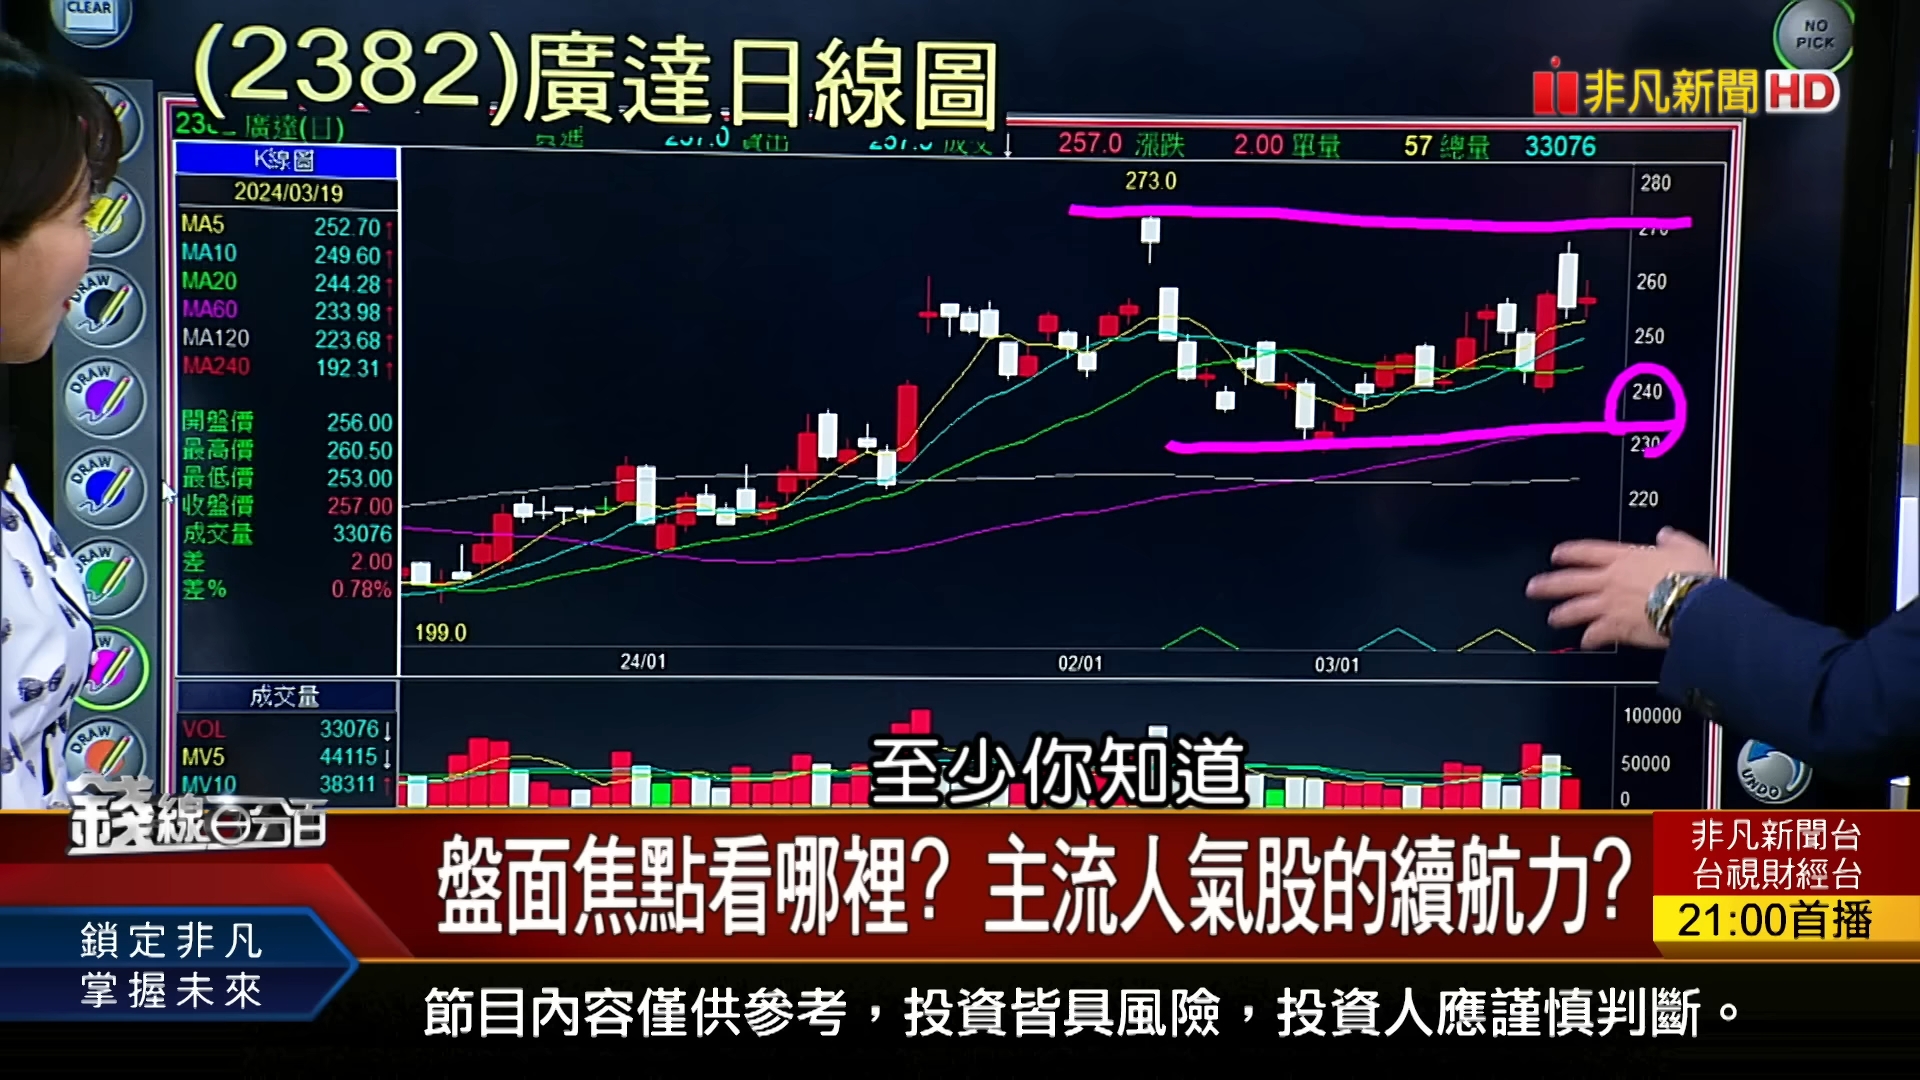 CLEAR
NO
PICK
(2382)廣達日線圖
非凡新聞HD
廣達(日)
257.0 漲跌 2.00 單量 57 總量 33076
K線圖
2024/03/19
MA5 252.70↑
MA10 249.60↑
MA20 244.28↑
MA60 233.98↑
MA120 223.68↑
MA240 192.31↑
開盤價 256.00
最高價 260.50
最低價 253.00
收盤價 257.00
成交量 33076
差 2.00
差% 0.78%
273.0
199.0
280
270
260
250
240
230
220
24/01
02/01
03/01
成交量
VOL 33076↓
MV5 44115↓
MV10 38311↑
100000
50000
0
DRAW
DRAW
DRAW
DRAW
DRAW
UNDO
至少你知道
錢線百分百
盤面焦點看哪裡? 主流人氣股的續航力?
非凡新聞台
台視財經台
21:00首播
鎖定非凡
掌握未來
節目內容僅供參考，投資皆具風險，投資人應謹慎判斷。